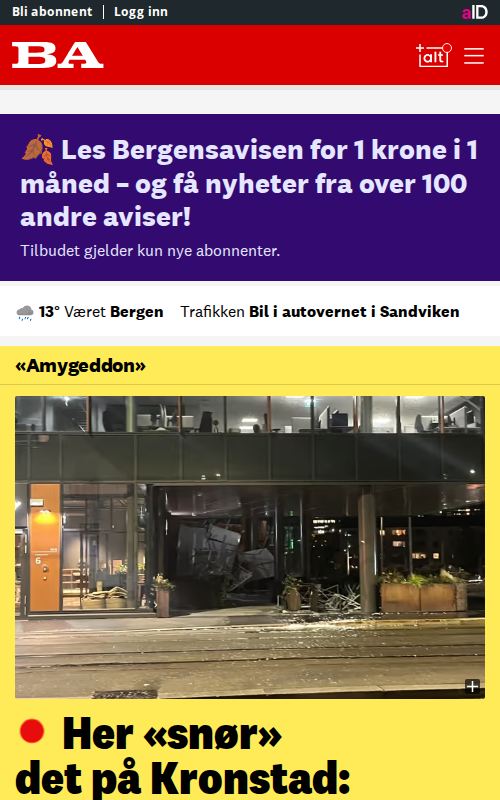 Bli abonnent | Logg inn
aID
BA
alt
Les Bergensavisen for 1 krone i 1
måned – og få nyheter fra over 100
andre aviser!
Tilbudet gjelder kun nye abonnenter.
13° Været Bergen Trafikken Bil i autovernet i Sandviken
«Amygeddon»
6
Her «snør»
det på Kronstad: